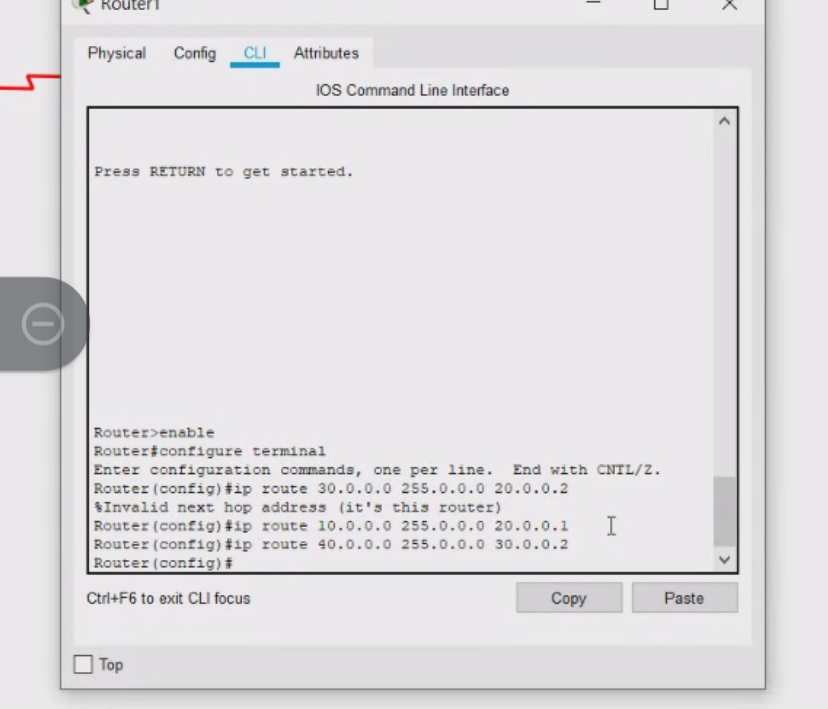 Router1
Physical Config CLI Attributes
IOS Command Line Interface
Press RETURN to get started.
Router>enable
Router#configure terminal
Enter configuration commands, one per line.  End with CNTL/Z.
Router(config)#ip route 30.0.0.0 255.0.0.0 20.0.0.2
%Invalid next hop address (it's this router)
Router(config)#ip route 10.0.0.0 255.0.0.0 20.0.0.1
Router(config)#ip route 40.0.0.0 255.0.0.0 30.0.0.2
Router(config)#
Ctrl+F6 to exit CLI focus
Copy Paste
Top